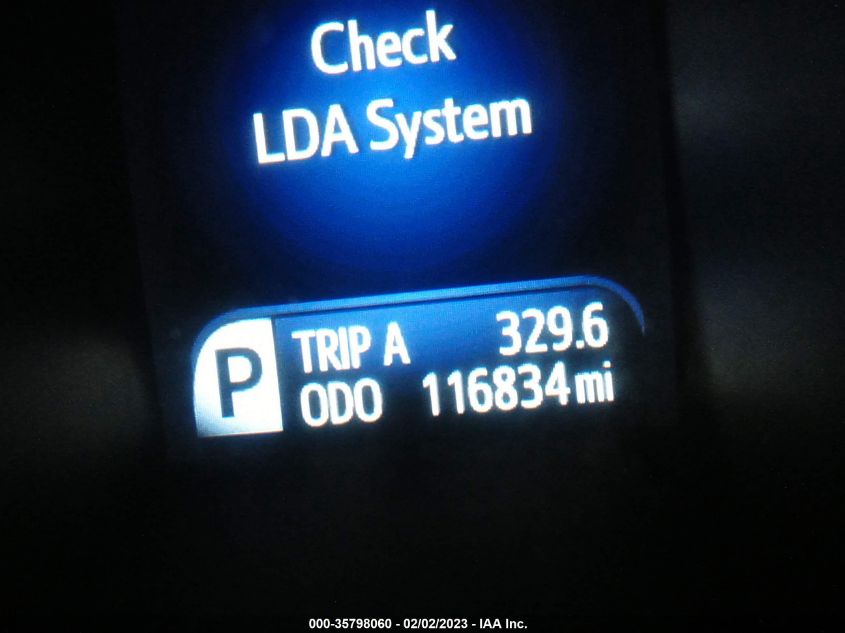 Check
LDA System
P
TRIP A 329.6
ODO 116834 mi
000-35798060 - 02/02/2023 - IAA Inc.